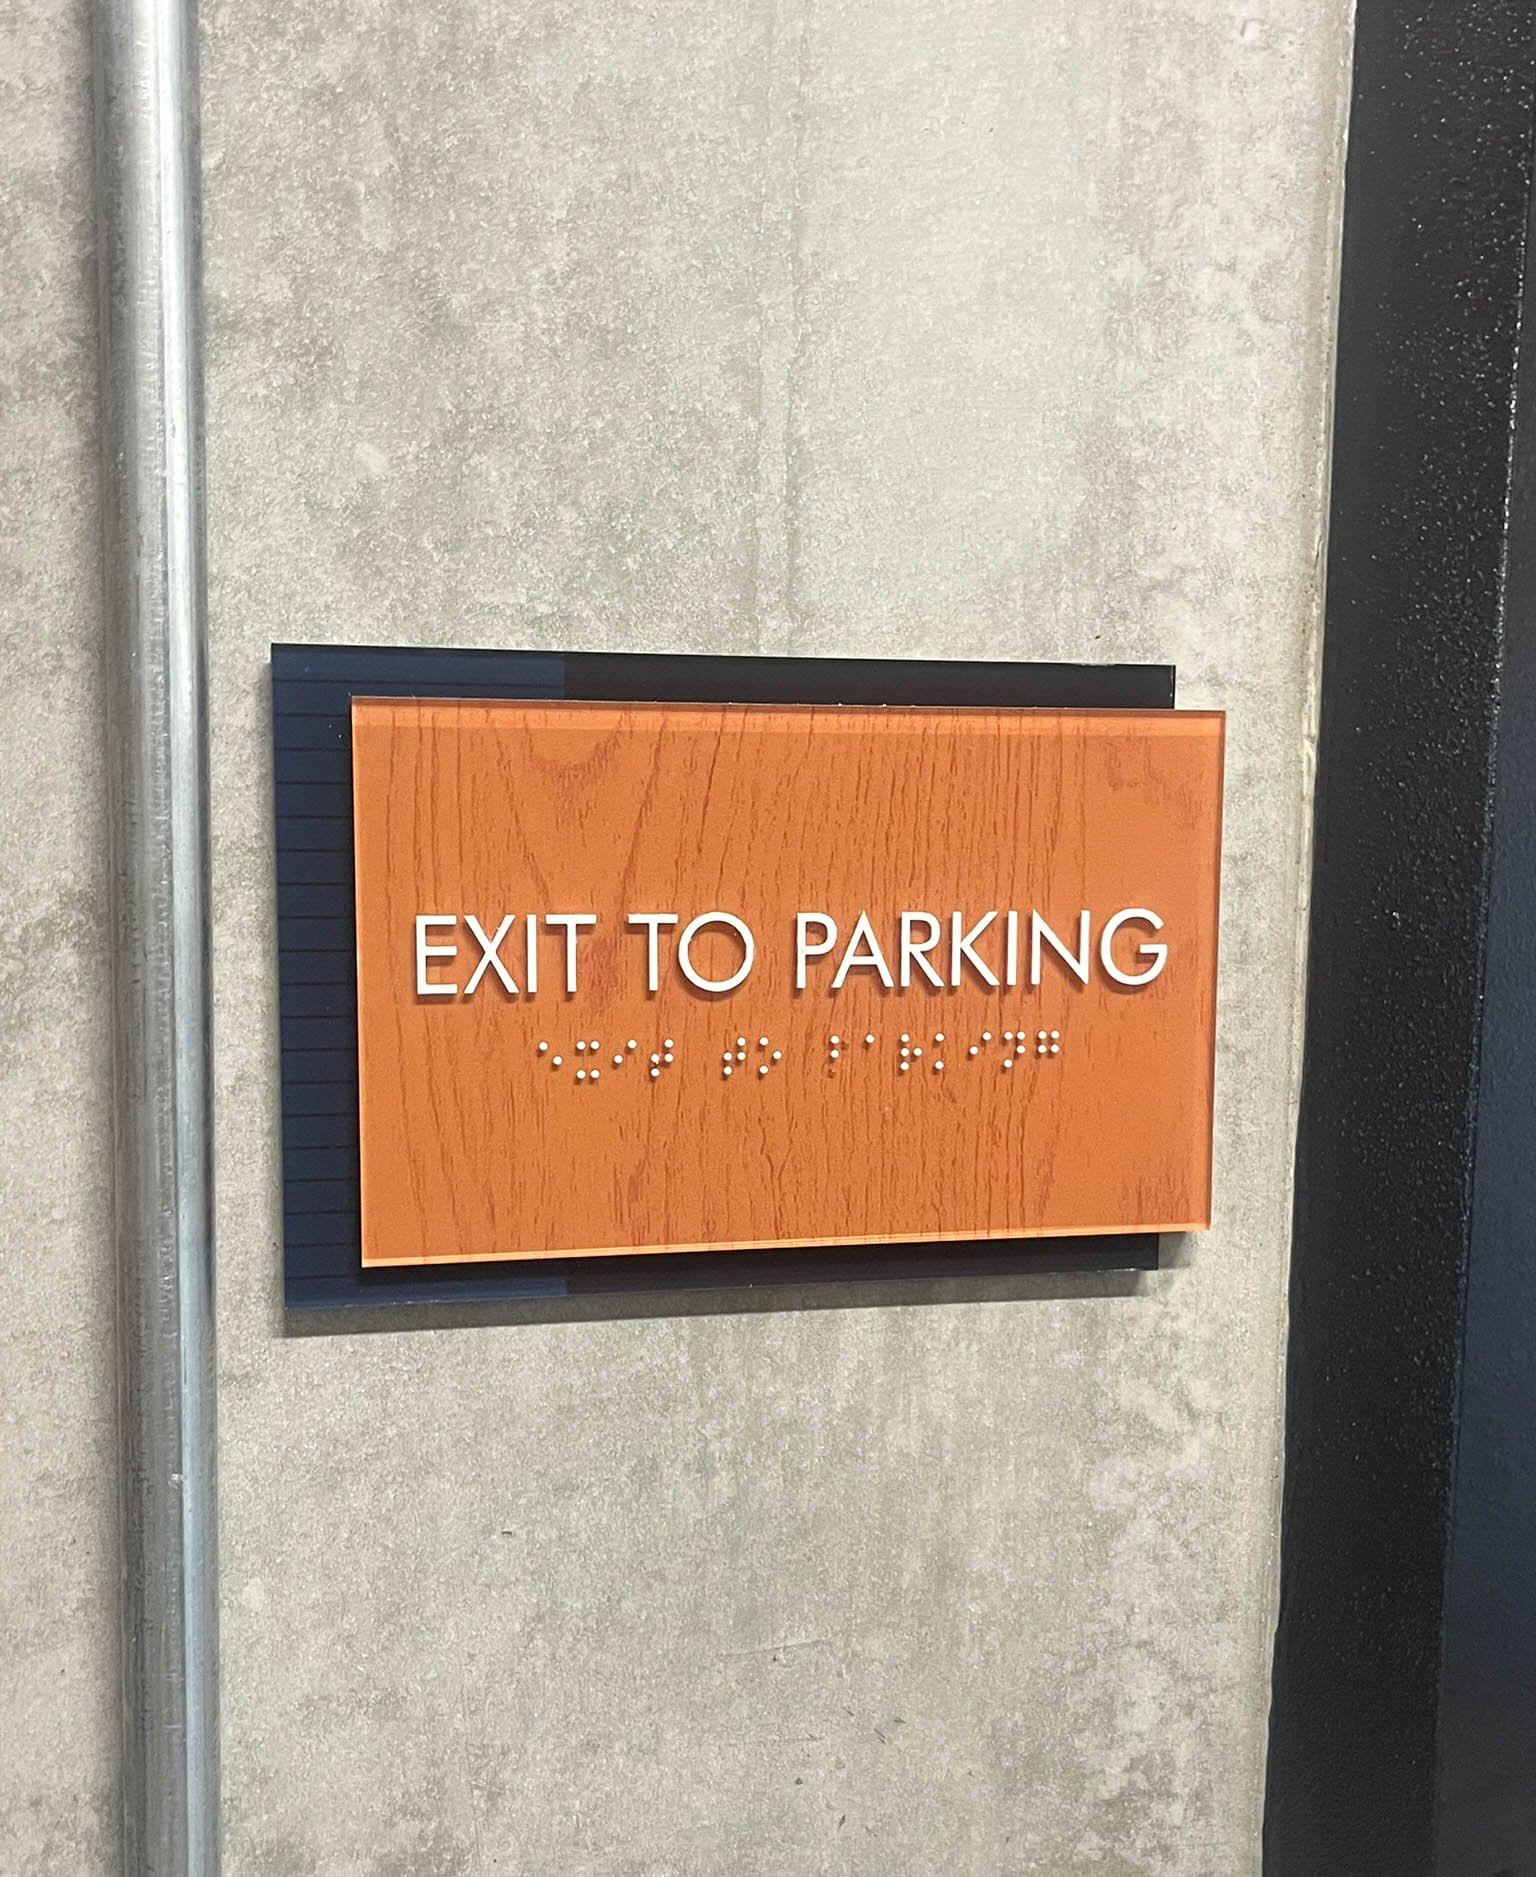 EXIT TO PARKING
⠑⠭⠊⠞ ⠞⠕ ⠏⠁⠗⠅⠊⠝⠛